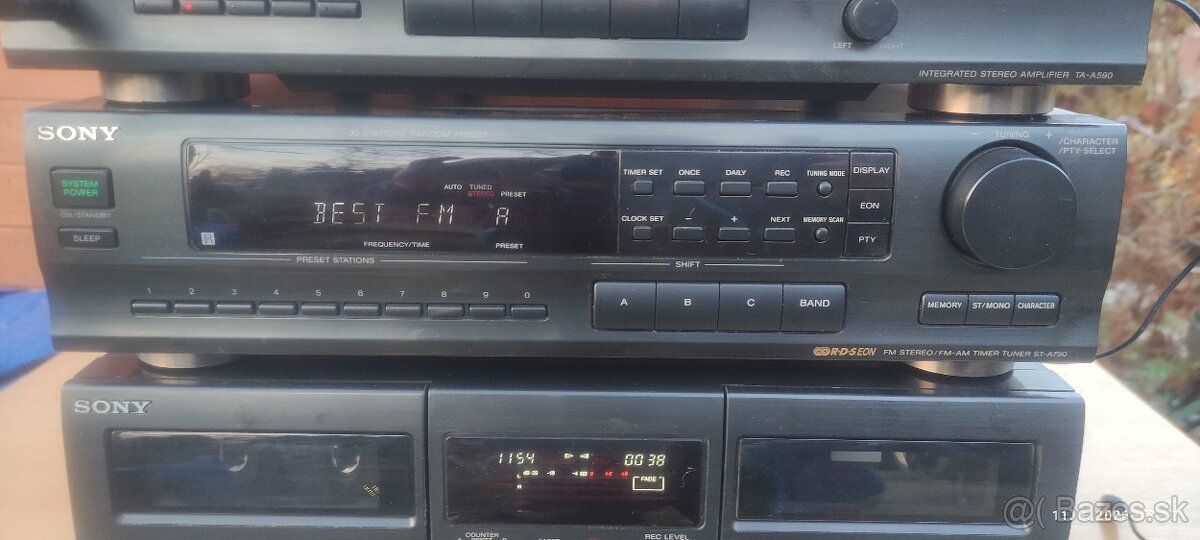 LEFT RIGHT
INTEGRATED STEREO AMPLIFIER TA-A590
SONY
30 STATIONS RANDOM PRESET
- TUNING +
/CHARACTER
/PTY SELECT
SYSTEM
POWER
ON/STANDBY
SLEEP
AUTO TUNED
STEREO PRESET
BEST FM A
FREQUENCY/TIME PRESET
TIMER SET ONCE DAILY REC TUNING MODE
CLOCK SET - + NEXT MEMORY SCAN
DISPLAY
EON
PTY
PRESET STATIONS
1 2 3 4 5 6 7 8 9 0
SHIFT
A B C BAND
MEMORY ST/MONO CHARACTER
R·D·S EON FM STEREO/FM-AM TIMER TUNER ST-A790
SONY
1154 00 38
FADE
COUNTER
RESET
REC LEVEL
Bazos.sk